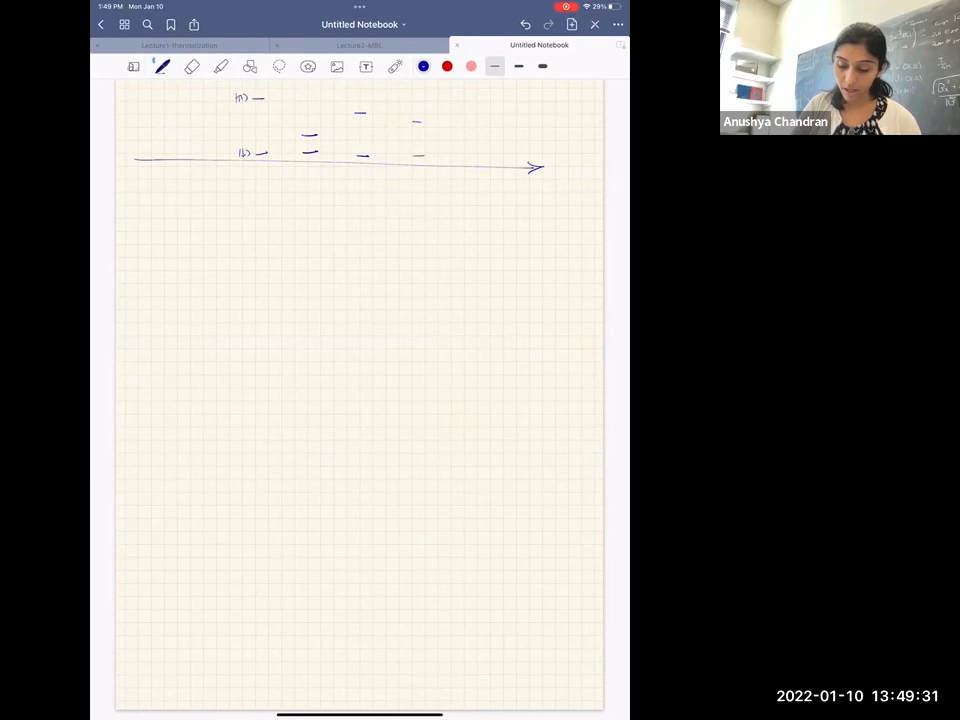 1:49 PM Mon Jan 10
29%
Untitled Notebook
Lecture1-thermalization
Lecture2-MBL
Untitled Notebook
|↑⟩
|↓⟩
Anushya Chandran
2022-01-10 13:49:31